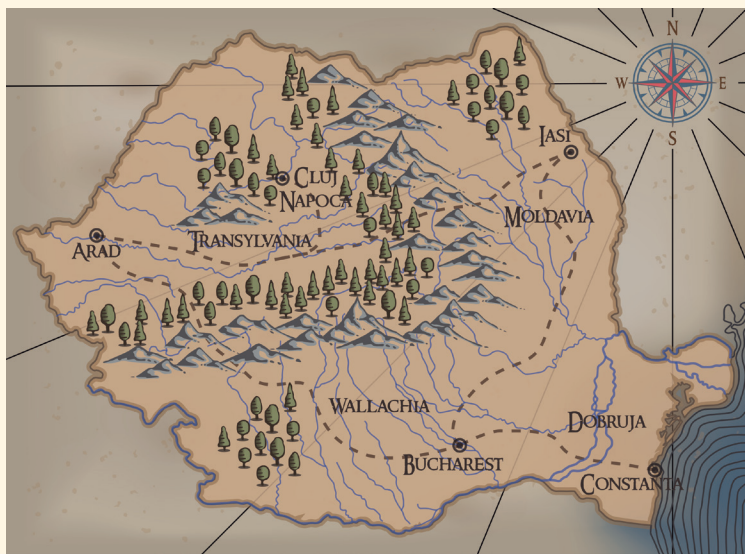 N
W
E
S
IASI
CLUJ
NAPOCA
MOLDAVIA
TRANSYLVANIA
ARAD
WALLACHIA
DOBRUJA
BUCHAREST
CONSTANTA